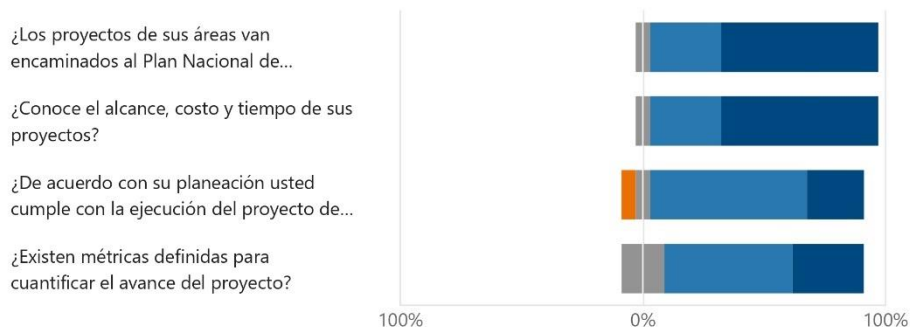 ¿Los proyectos de sus áreas van
encaminados al Plan Nacional de...
¿Conoce el alcance, costo y tiempo de sus
proyectos?
¿De acuerdo con su planeación usted
cumple con la ejecución del proyecto de...
¿Existen métricas definidas para
cuantificar el avance del proyecto?
100% 0% 100%